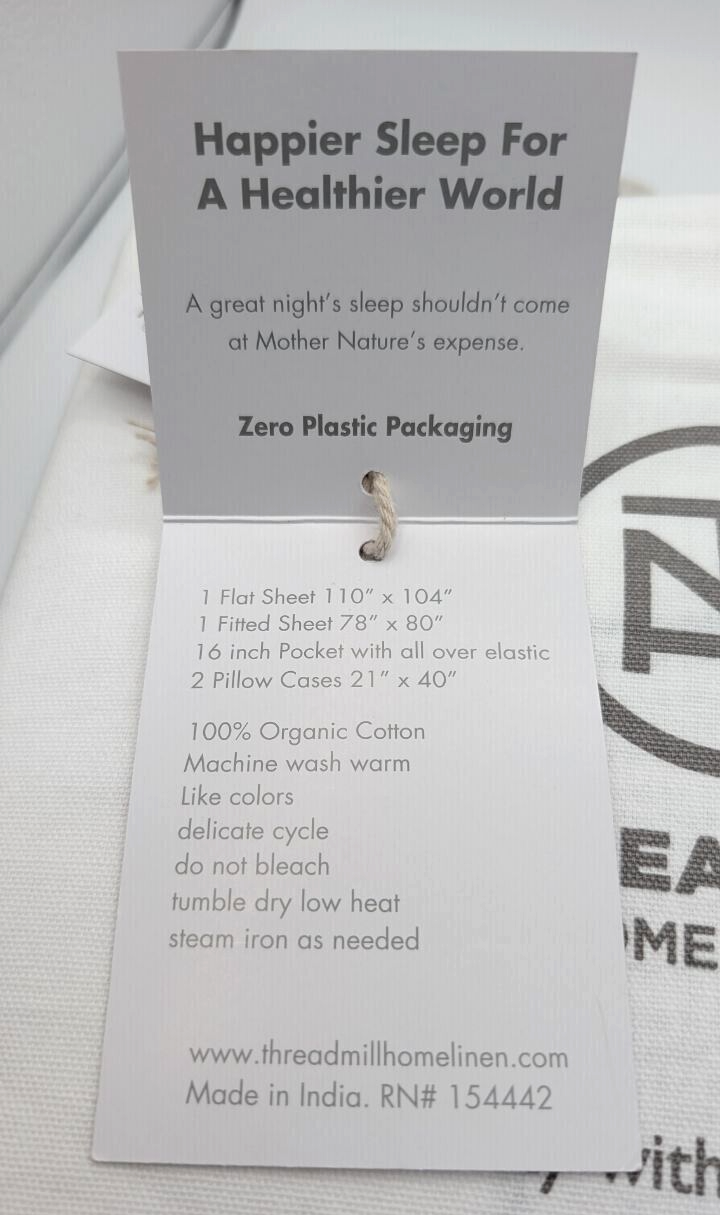 Happier Sleep For
A Healthier World
A great night's sleep shouldn't come
at Mother Nature's expense.
Zero Plastic Packaging
1 Flat Sheet 110" x 104"
1 Fitted Sheet 78" x 80"
16 inch Pocket with all over elastic
2 Pillow Cases 21" x 40"
100% Organic Cotton
Machine wash warm
Like colors
delicate cycle
do not bleach
tumble dry low heat
steam iron as needed
www.threadmillhomelinen.com
Made in India. RN# 154442
EA
OME
with